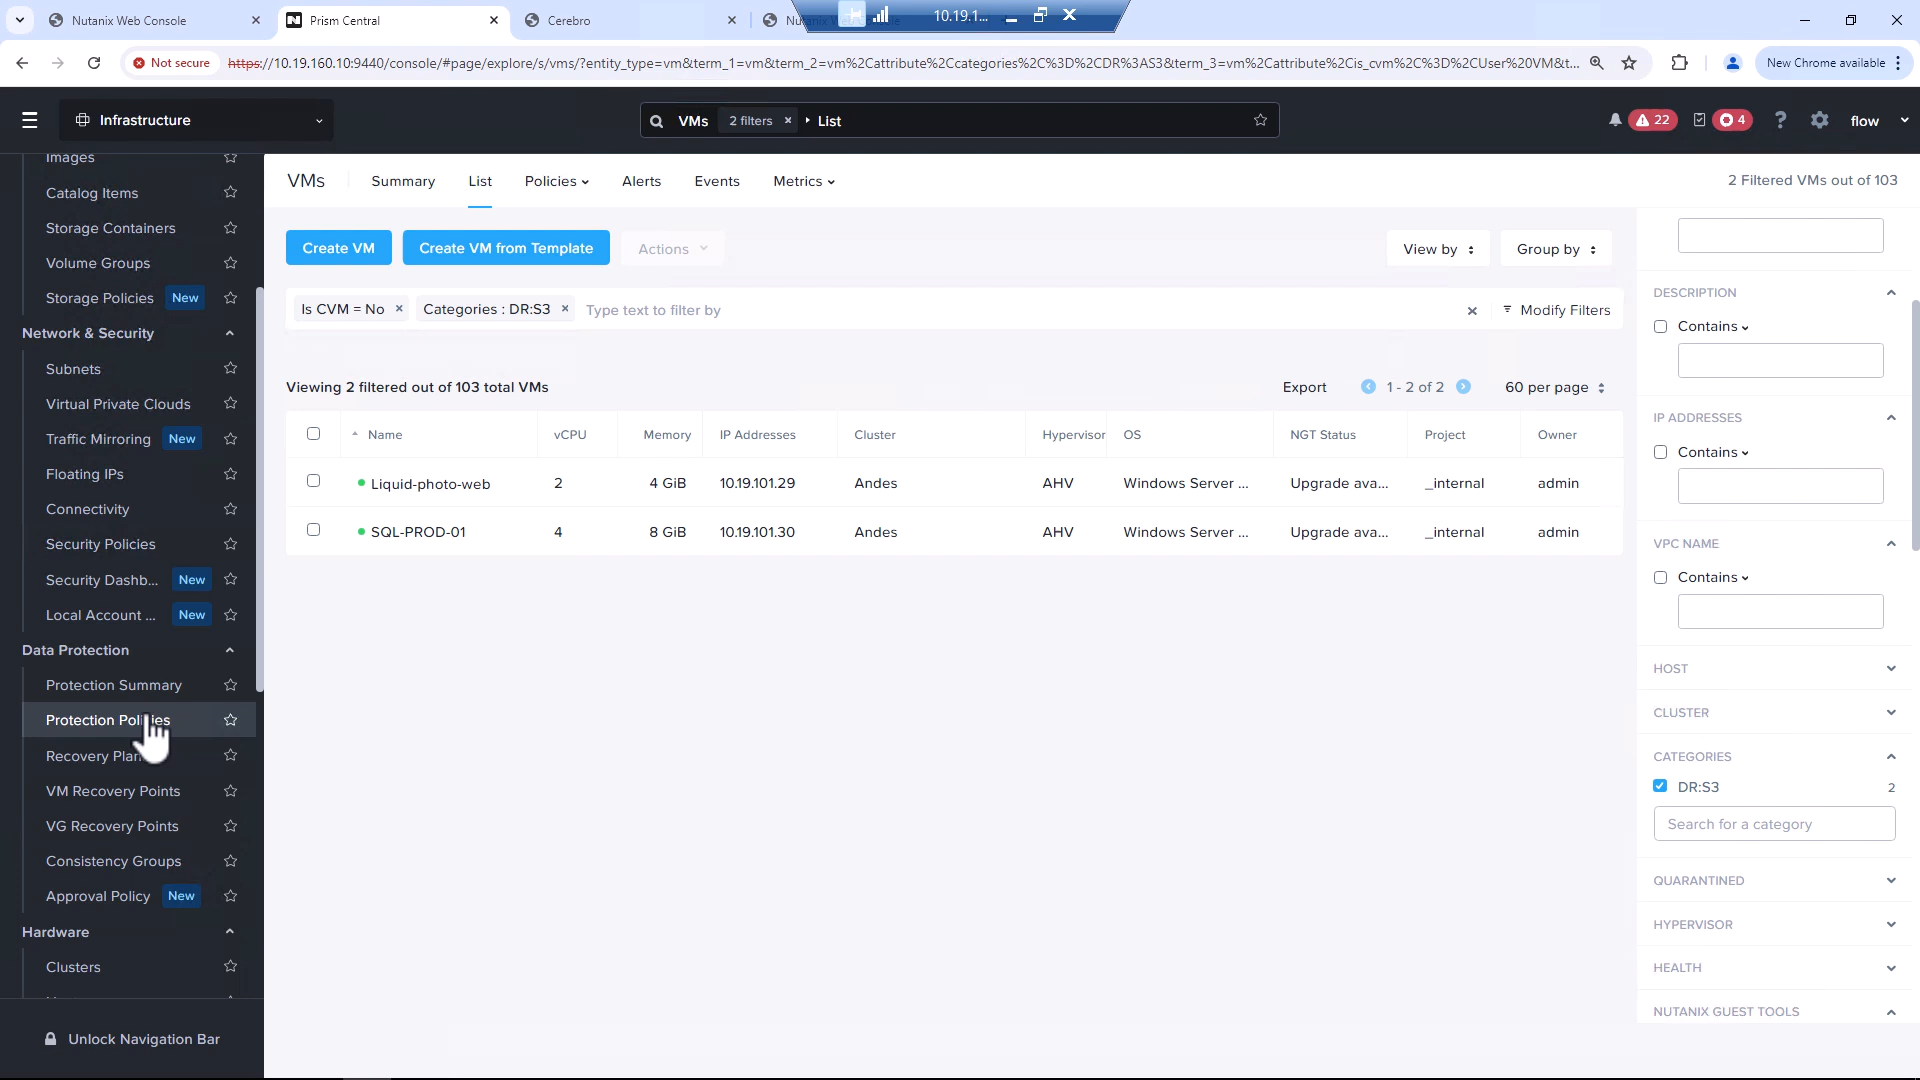 Nutanix Web Console
Prism Central
Cerebro
10.19.1...
Not secure
https://10.19.160.10:9440/console/#page/explore/s/vms/?entity_type=vm&term_1=vm&term_2=vm%2Cattribute%2Ccategories%2C%3D%2CDR%3AS3&term_3=vm%2Cattribute%2Cis_cvm%2C%3D%2CUser%20VM&t...
New Chrome available
Infrastructure
VMs 2 filters × List
22
4
? flow
Images
Catalog Items
Storage Containers
Volume Groups
Storage Policies New
Network & Security
Subnets
Virtual Private Clouds
Traffic Mirroring New
Floating IPs
Connectivity
Security Policies
Security Dashb... New
Local Account ... New
Data Protection
Protection Summary
Protection Policies
Recovery Plan
VM Recovery Points
VG Recovery Points
Consistency Groups
Approval Policy New
Hardware
Clusters
Unlock Navigation Bar
VMs Summary List Policies Alerts Events Metrics
2 Filtered VMs out of 103
Create VM Create VM from Template Actions
View by Group by
Is CVM = No × Categories : DR:S3 × Type text to filter by
× Modify Filters
Viewing 2 filtered out of 103 total VMs
Export 1 - 2 of 2 60 per page
Name vCPU Memory IP Addresses Cluster Hypervisor OS NGT Status Project Owner
Liquid-photo-web 2 4 GiB 10.19.101.29 Andes AHV Windows Server ... Upgrade ava... _internal admin
SQL-PROD-01 4 8 GiB 10.19.101.30 Andes AHV Windows Server ... Upgrade ava... _internal admin
DESCRIPTION
Contains
IP ADDRESSES
Contains
VPC NAME
Contains
HOST
CLUSTER
CATEGORIES
DR:S3 2
Search for a category
QUARANTINED
HYPERVISOR
HEALTH
NUTANIX GUEST TOOLS